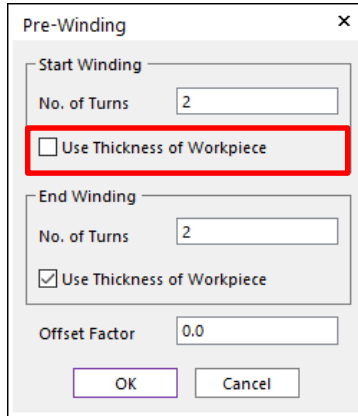 Pre-Winding
Start Winding
No. of Turns 2
Use Thickness of Workpiece
End Winding
No. of Turns 2
Use Thickness of Workpiece
Offset Factor 0.0
OK Cancel